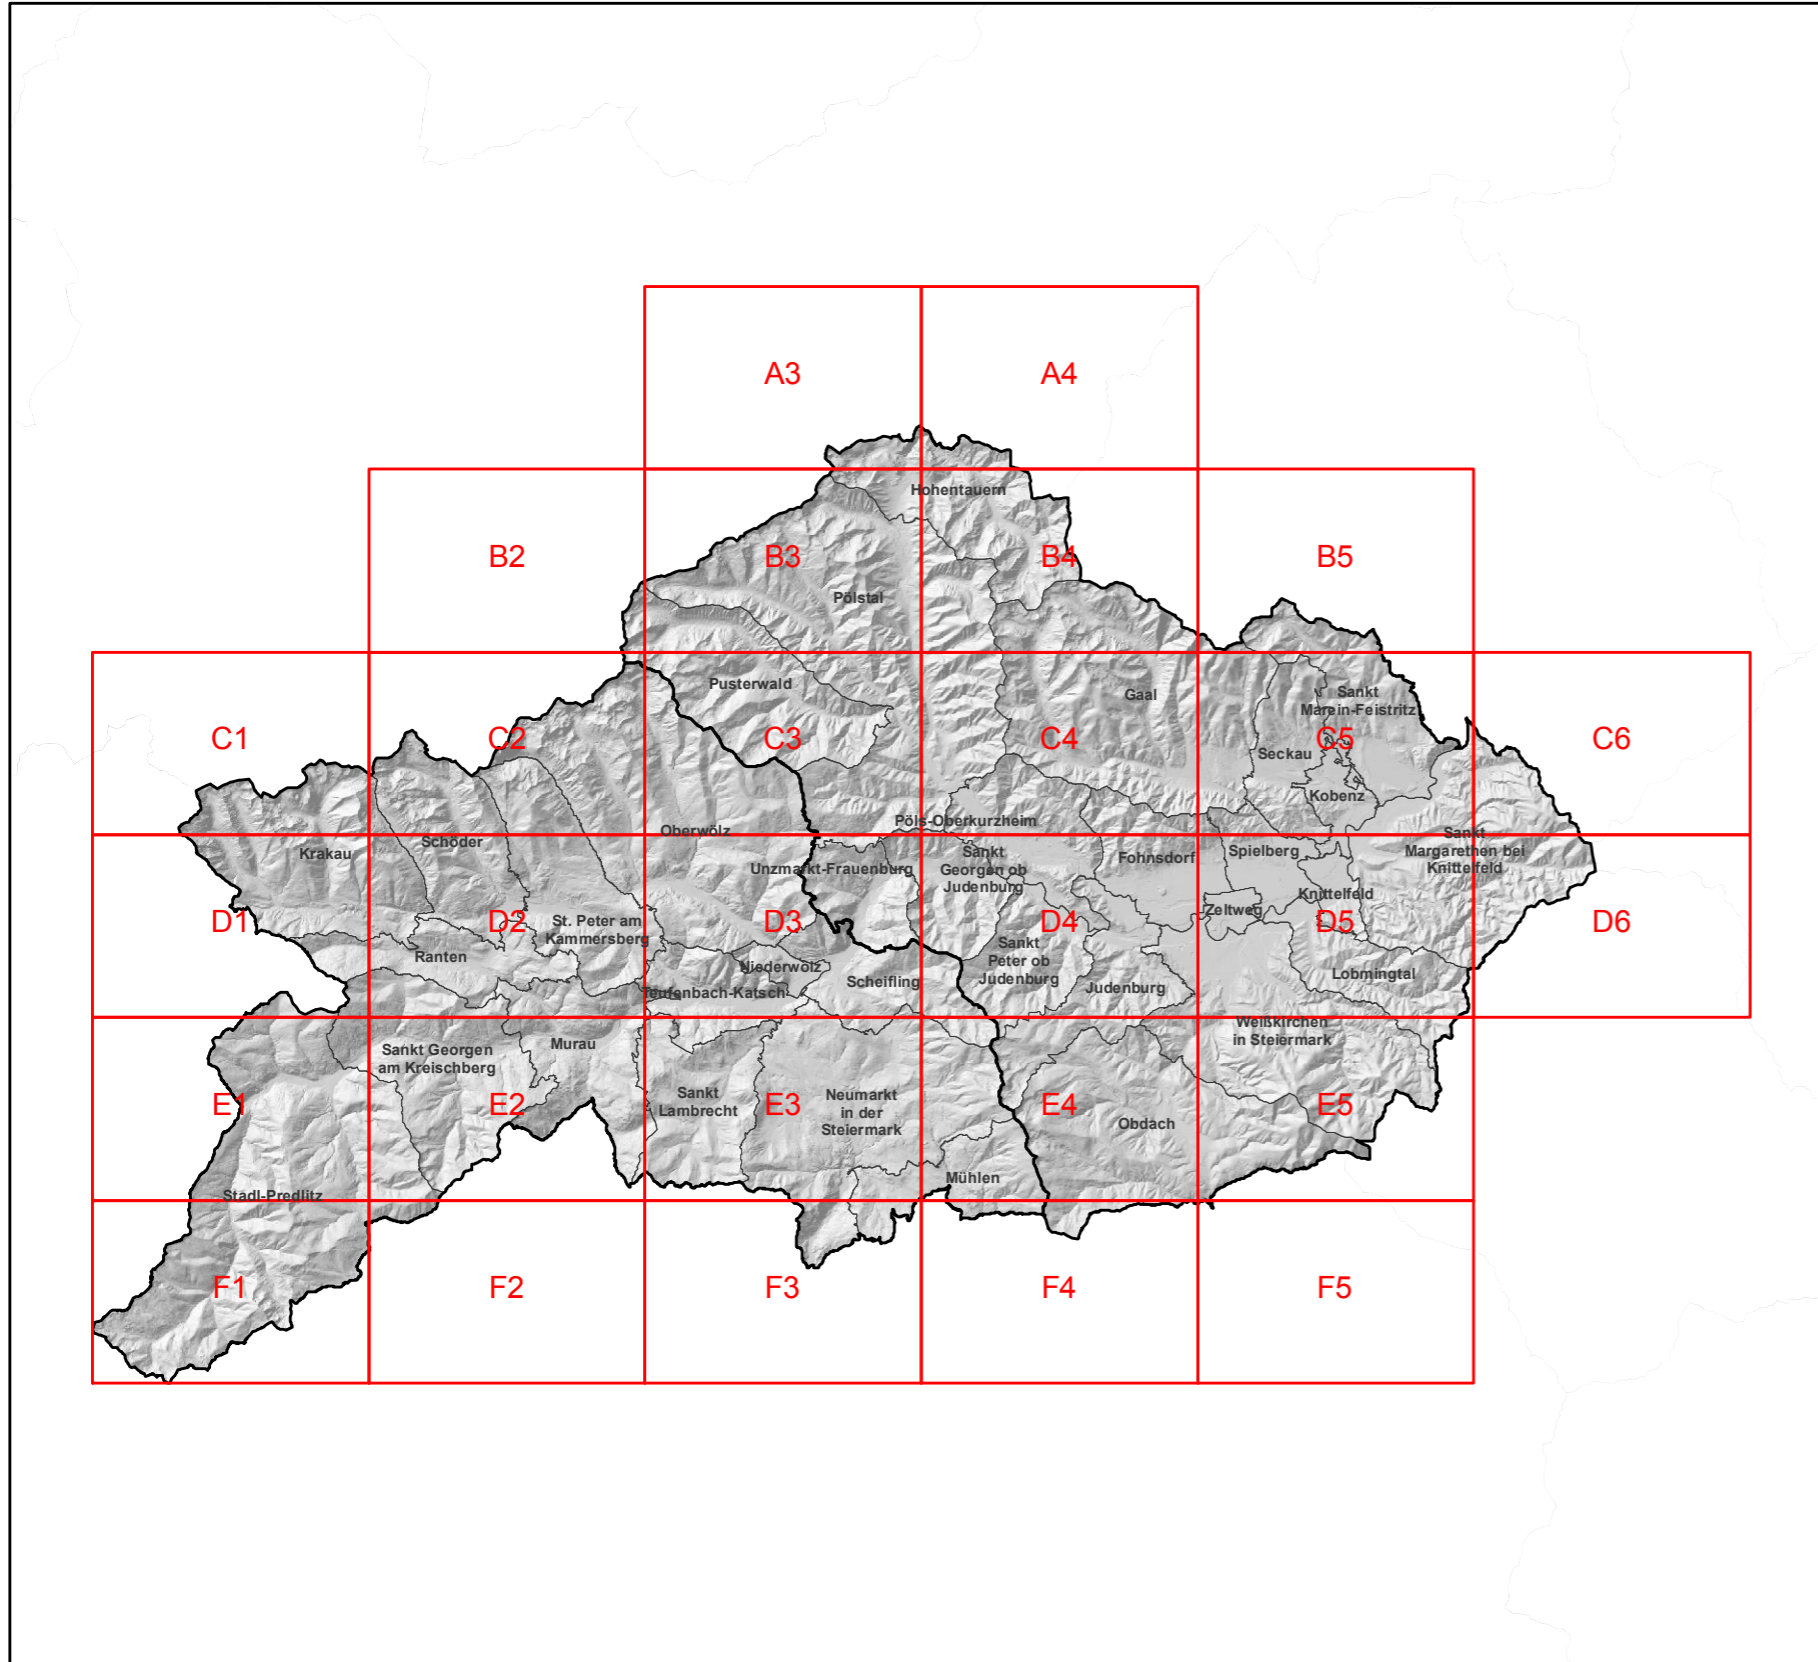 A3
A4
Hohentauern
B2
B3
B4
B5
Pölstal
Pusterwald
Gaal
Sankt
Marein-Feistritz
C1
C2
C3
C4
C5
C6
Seckau
Kobenz
Pöls-Oberkurzheim
Oberwölz
Schöder
Krakau
Unzmarkt-Frauenburg
Sankt
Georgen ob
Judenburg
Fohnsdorf
Spielberg
Sankt
Margarethen bei
Knittelfeld
Knittelfeld
Zeltweg
D1
D2
D3
D4
D5
D6
St. Peter am
Kammersberg
Ranten
Niederwölz
Teufenbach-Katsch
Scheifling
Sankt
Peter ob
Judenburg
Judenburg
Lobmingtal
Weißkirchen
in Steiermark
Murau
Sankt Georgen
am Kreischberg
Sankt
Lambrecht
Neumarkt
in der
Steiermark
E1
E2
E3
E4
E5
Obdach
Mühlen
Stadl-Predlitz
F1
F2
F3
F4
F5